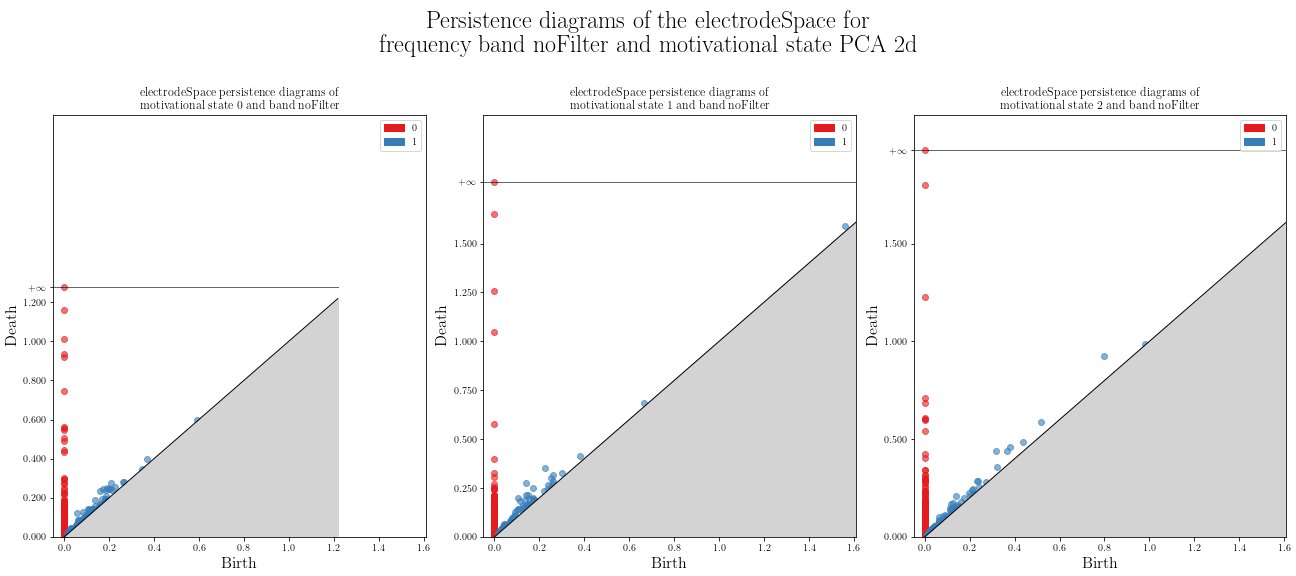 Persistence diagrams of the electrodeSpace for
frequency band noFilter and motivational state PCA 2d
electrodeSpace persistence diagrams of
motivational state 0 and band noFilter
0
1
+∞
1.200
1.000
0.800
0.600
0.400
0.200
0.000
Death
0.0 0.2 0.4 0.6 0.8 1.0 1.2 1.4 1.6
Birth
electrodeSpace persistence diagrams of
motivational state 1 and band noFilter
0
1
+∞
1.500
1.250
1.000
0.750
0.500
0.250
0.000
Death
0.0 0.2 0.4 0.6 0.8 1.0 1.2 1.4 1.6
Birth
electrodeSpace persistence diagrams of
motivational state 2 and band noFilter
0
1
+∞
1.500
1.000
0.500
0.000
Death
0.0 0.2 0.4 0.6 0.8 1.0 1.2 1.4 1.6
Birth